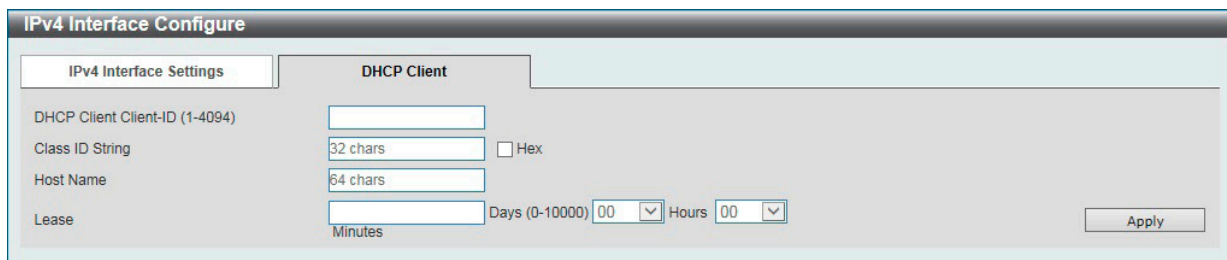 IPv4 Interface Configure
IPv4 Interface Settings DHCP Client
DHCP Client Client-ID (1-4094)
Class ID String 32 chars Hex
Host Name 64 chars
Lease Days (0-10000) 00 Hours 00
Minutes
Apply